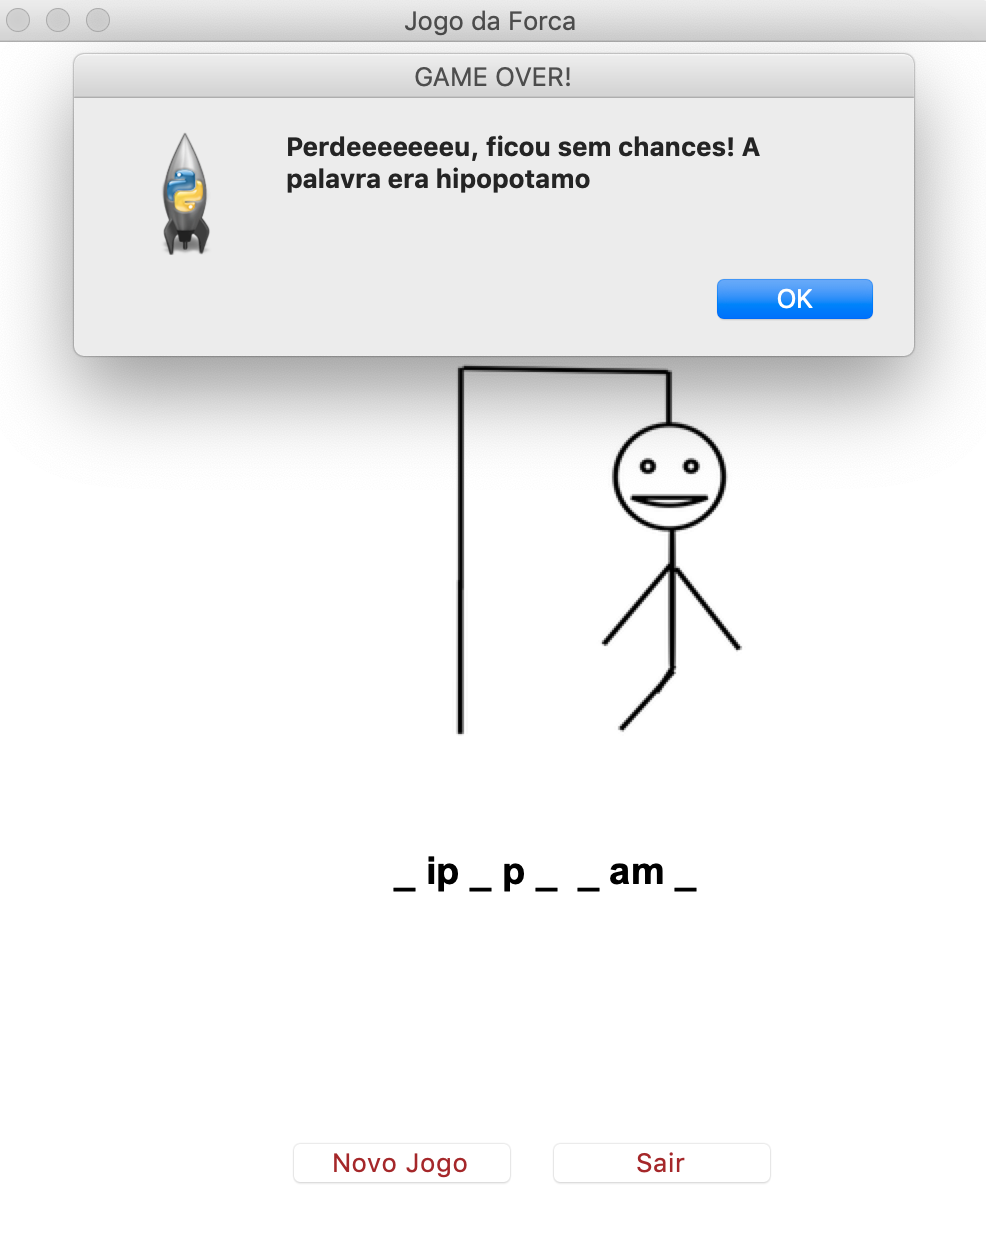 Jogo da Forca
GAME OVER!
Perdeeeeeeeu, ficou sem chances! A
palavra era hipopotamo
OK
_ ip _ p _  _ am _
Novo Jogo
Sair